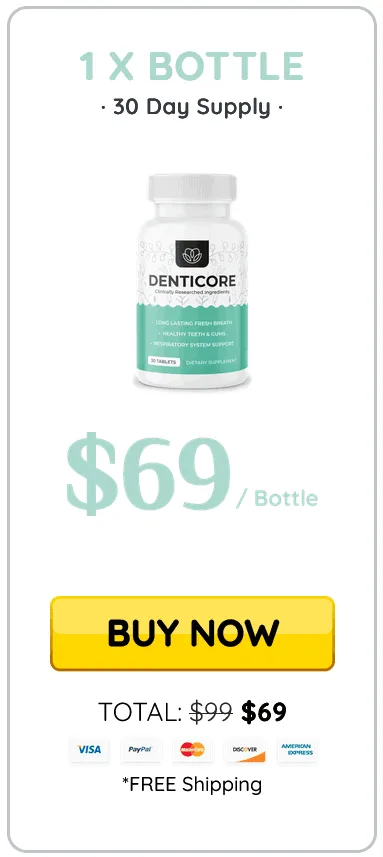 1 X BOTTLE
· 30 Day Supply ·
DENTICORE
Clinically Researched Ingredients
LONG LASTING FRESH BREATH
• HEALTHY TEETH & GUMS
• RESPIRATORY SYSTEM SUPPORT
30 TABLETS DIETARY SUPPLEMENT
$69 / Bottle
BUY NOW
TOTAL: $99 $69
VISA PayPal MasterCard DISCOVER AMERICAN EXPRESS
*FREE Shipping